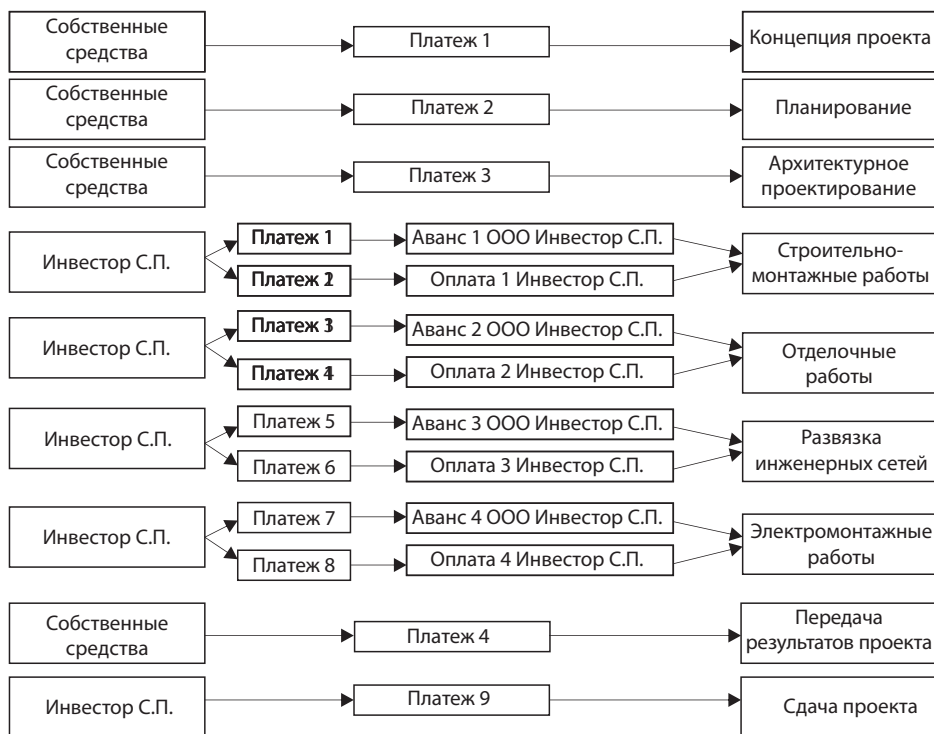 Собственные
средства
Платеж 1
Концепция проекта
Собственные
средства
Платеж 2
Планирование
Собственные
средства
Платеж 3
Архитектурное
проектирование
Инвестор С.П.
Платеж 1
Аванс 1 ООО Инвестор С.П.
Платеж 2
Оплата 1 Инвестор С.П.
Строительно-
монтажные работы
Инвестор С.П.
Платеж 3
Аванс 2 ООО Инвестор С.П.
Платеж 4
Оплата 2 Инвестор С.П.
Отделочные
работы
Инвестор С.П.
Платеж 5
Аванс 3 ООО Инвестор С.П.
Платеж 6
Оплата 3 Инвестор С.П.
Развязка
инженерных сетей
Инвестор С.П.
Платеж 7
Аванс 4 ООО Инвестор С.П.
Платеж 8
Оплата 4 Инвестор С.П.
Электромонтажные
работы
Собственные
средства
Платеж 4
Передача
результатов проекта
Инвестор С.П.
Платеж 9
Сдача проекта